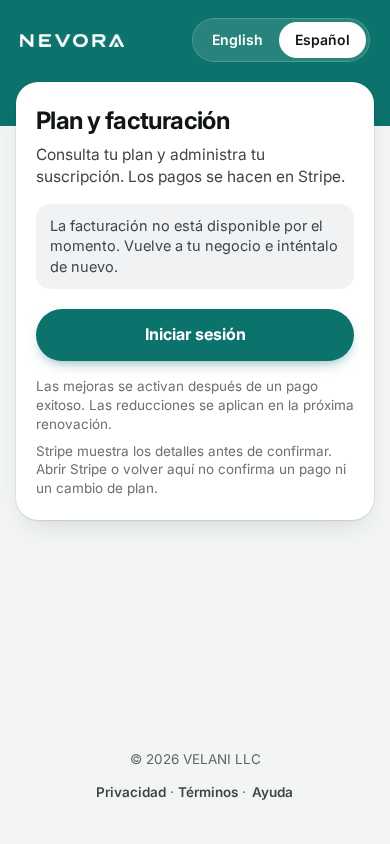 NEVORA
English
Español
Plan y facturación
Consulta tu plan y administra tu
suscripción. Los pagos se hacen en Stripe.
La facturación no está disponible por el
momento. Vuelve a tu negocio e inténtalo
de nuevo.
Iniciar sesión
Las mejoras se activan después de un pago
exitoso. Las reducciones se aplican en la próxima
renovación.
Stripe muestra los detalles antes de confirmar.
Abrir Stripe o volver aquí no confirma un pago ni
un cambio de plan.
© 2026 VELANI LLC
Privacidad · Términos · Ayuda